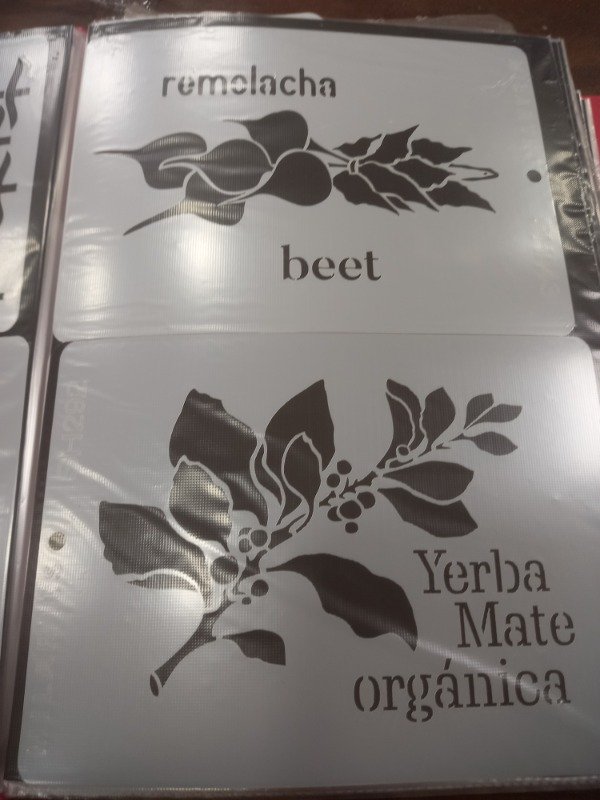 remolacha
beet
Yerba
Mate
orgánica